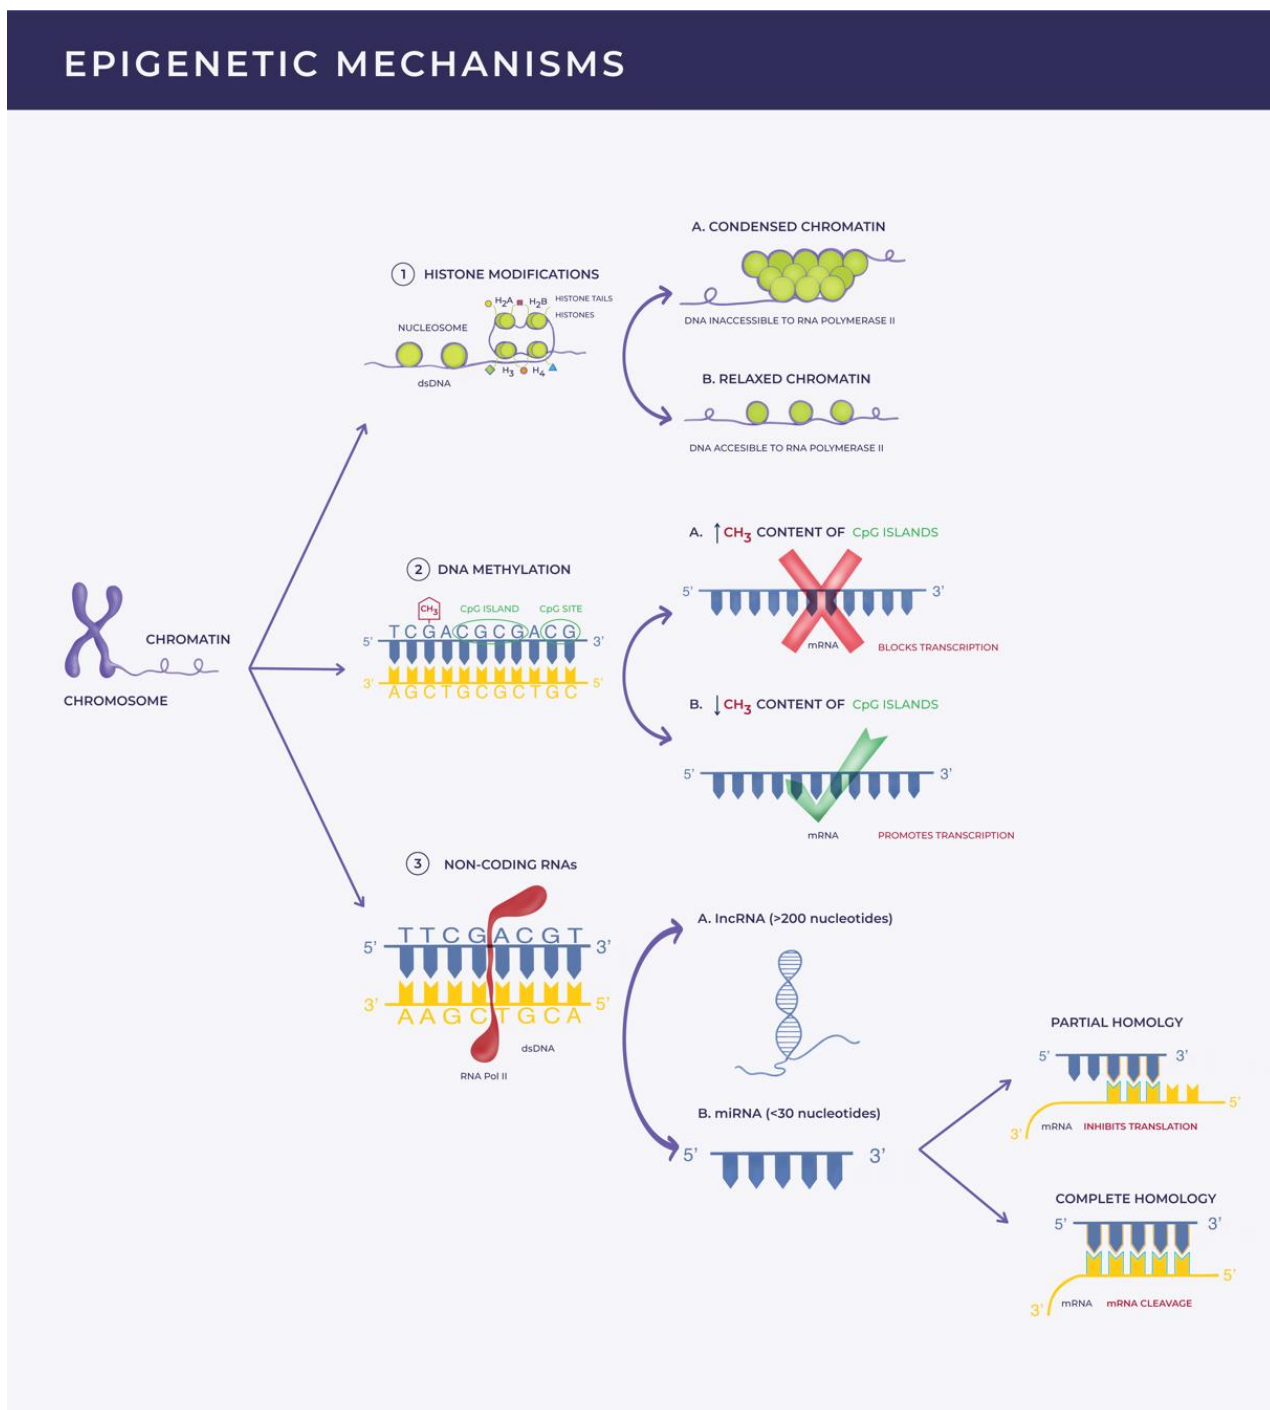 EPIGENETIC MECHANISMS
CHROMATIN
CHROMOSOME
1 HISTONE MODIFICATIONS
H2A H2B HISTONE TAILS
HISTONES
NUCLEOSOME
dsDNA
H3 H4
A. CONDENSED CHROMATIN
DNA INACCESSIBLE TO RNA POLYMERASE II
B. RELAXED CHROMATIN
DNA ACCESIBLE TO RNA POLYMERASE II
2 DNA METHYLATION
CH3 CpG ISLAND CpG SITE
TCGACGCGACG
5' 3'
3' 5'
AGCTGCGCTGC
A. ↑CH3 CONTENT OF CpG ISLANDS
5' 3'
mRNA BLOCKS TRANSCRIPTION
B. ↓CH3 CONTENT OF CpG ISLANDS
5' 3'
mRNA PROMOTES TRANSCRIPTION
3 NON-CODING RNAs
TTCGACGT
5' 3'
3' 5'
AAGCTGCA
dsDNA
RNA Pol II
A. lncRNA (>200 nucleotides)
B. miRNA (<30 nucleotides)
5' 3'
PARTIAL HOMOLGY
5' 3'
5'
3' mRNA INHIBITS TRANSLATION
COMPLETE HOMOLOGY
5' 3'
5'
3' mRNA mRNA CLEAVAGE